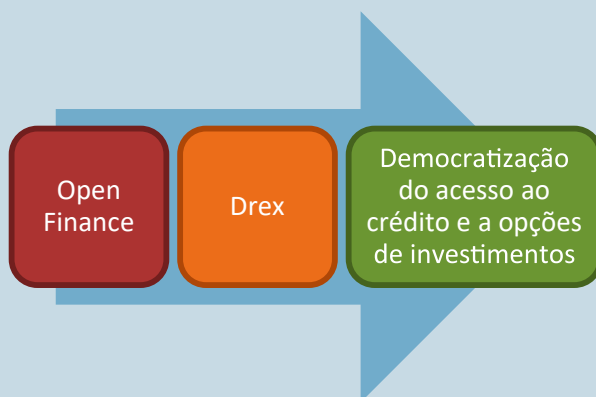 Open
Finance
Drex
Democratização
do acesso ao
crédito e a opções
de investimentos